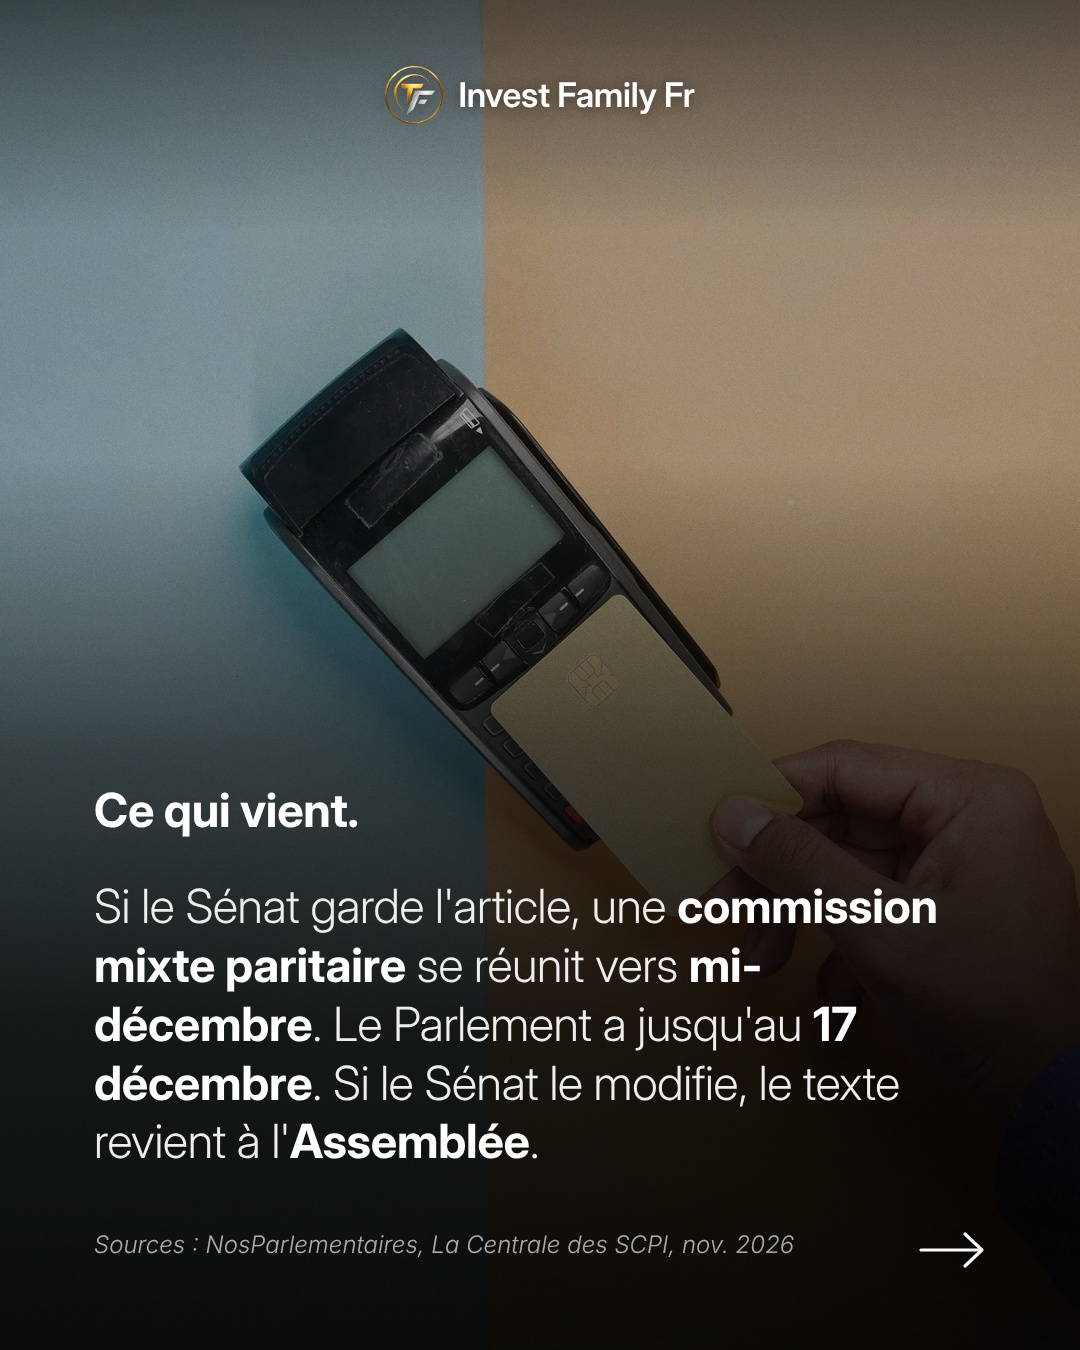 Invest Family Fr
Ce qui vient.
Si le Sénat garde l'article, une commission
mixte paritaire se réunit vers mi-
décembre. Le Parlement a jusqu'au 17
décembre. Si le Sénat le modifie, le texte
revient à l'Assemblée.
Sources : NosParlementaires, La Centrale des SCPI, nov. 2026